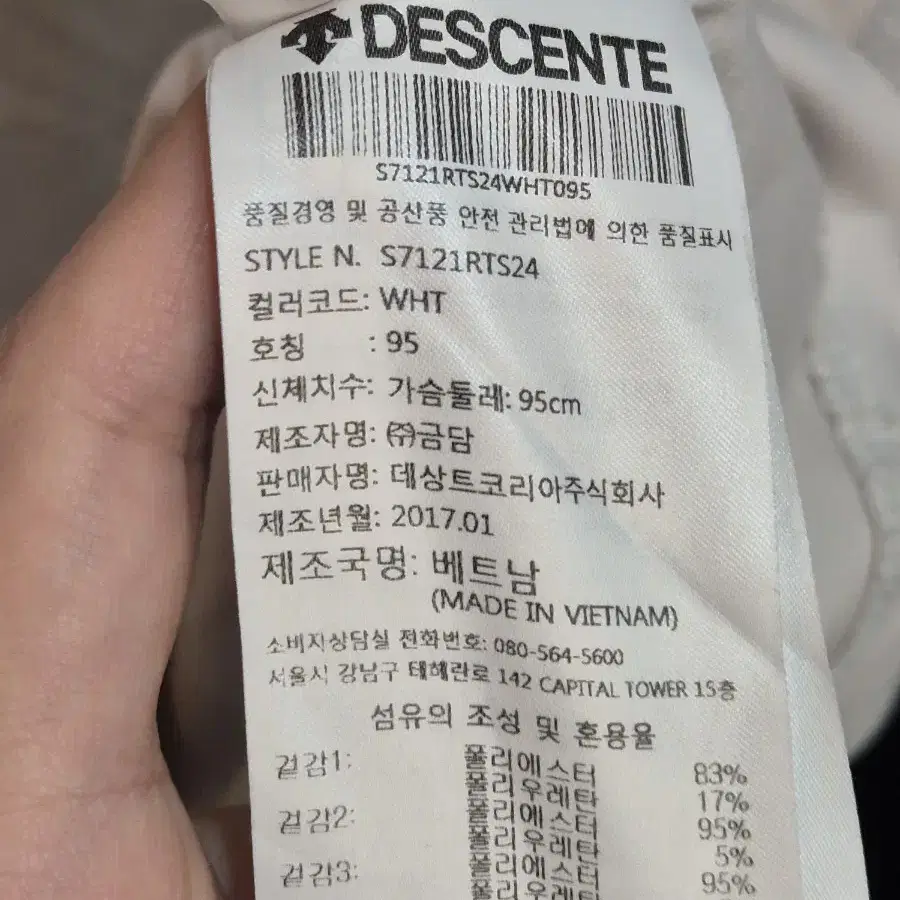 DESCENTE
S7121RTS24WHT095
품질경영 및 공산품 안전 관리법에 의한 품질표시
STYLE N. S7121RTS24
컬러코드: WHT
호칭 : 95
신체치수: 가슴둘레: 95cm
제조자명: ㈜금담
판매자명: 데상트코리아주식회사
제조년월: 2017.01
제조국명: 베트남
(MADE IN VIETNAM)
소비자상담실 전화번호: 080-564-5600
서울시 강남구 테헤란로 142 CAPITAL TOWER 15층
섬유의 조성 및 혼용율
겉감1: 폴리에스터 83%
폴리우레탄 17%
겉감2: 폴리에스터 95%
폴리우레탄 5%
겉감3: 폴리에스터 95%
폴리우레탄